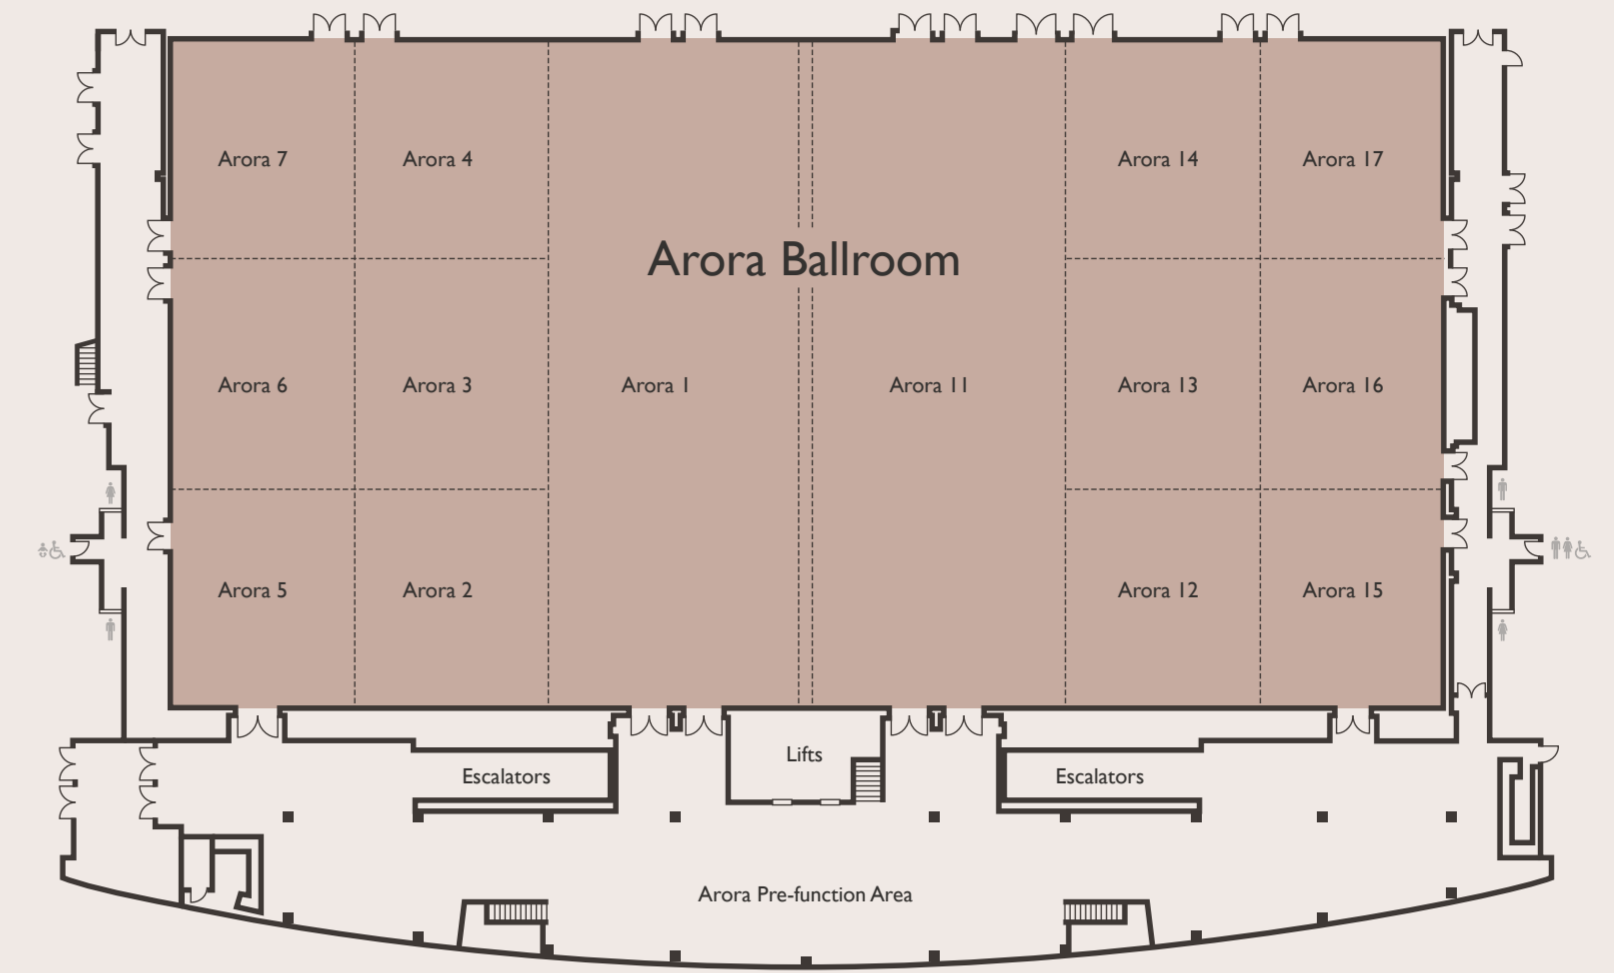 Arora 7
Arora 4
Arora 14
Arora 17
Arora Ballroom
Arora 6
Arora 3
Arora 1
Arora 11
Arora 13
Arora 16
Arora 5
Arora 2
Arora 12
Arora 15
Lifts
Escalators
Escalators
Arora Pre-function Area